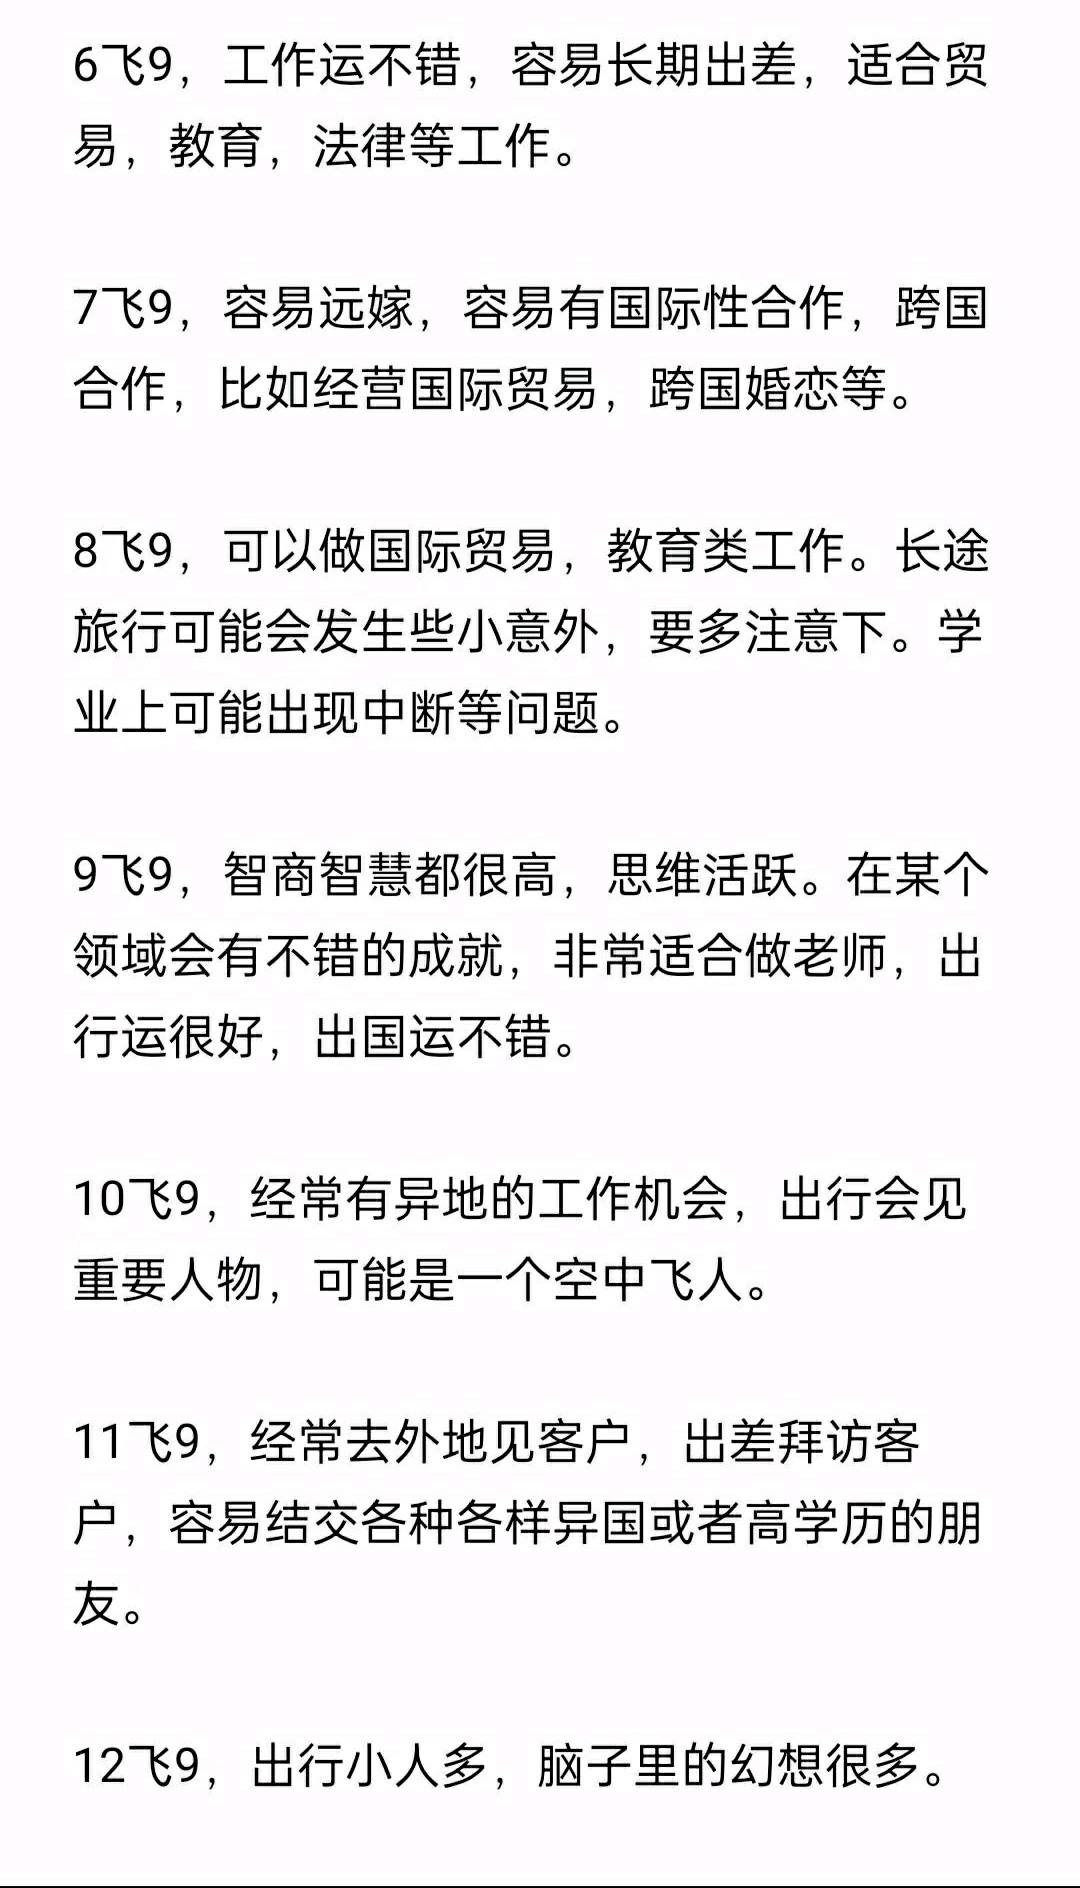 6飞9，工作运不错，容易长期出差，适合贸
易，教育，法律等工作。
7飞9，容易远嫁，容易有国际性合作，跨国
合作，比如经营国际贸易，跨国婚恋等。
8飞9，可以做国际贸易，教育类工作。长途
旅行可能会发生些小意外，要多注意下。学
业上可能出现中断等问题。
9飞9，智商智慧都很高，思维活跃。在某个
领域会有不错的成就，非常适合做老师，出
行运很好，出国运不错。
10飞9，经常有异地的工作机会，出行会见
重要人物，可能是一个空中飞人。
11飞9，经常去外地见客户，出差拜访客
户，容易结交各种各样异国或者高学历的朋
友。
12飞9，出行小人多，脑子里的幻想很多。